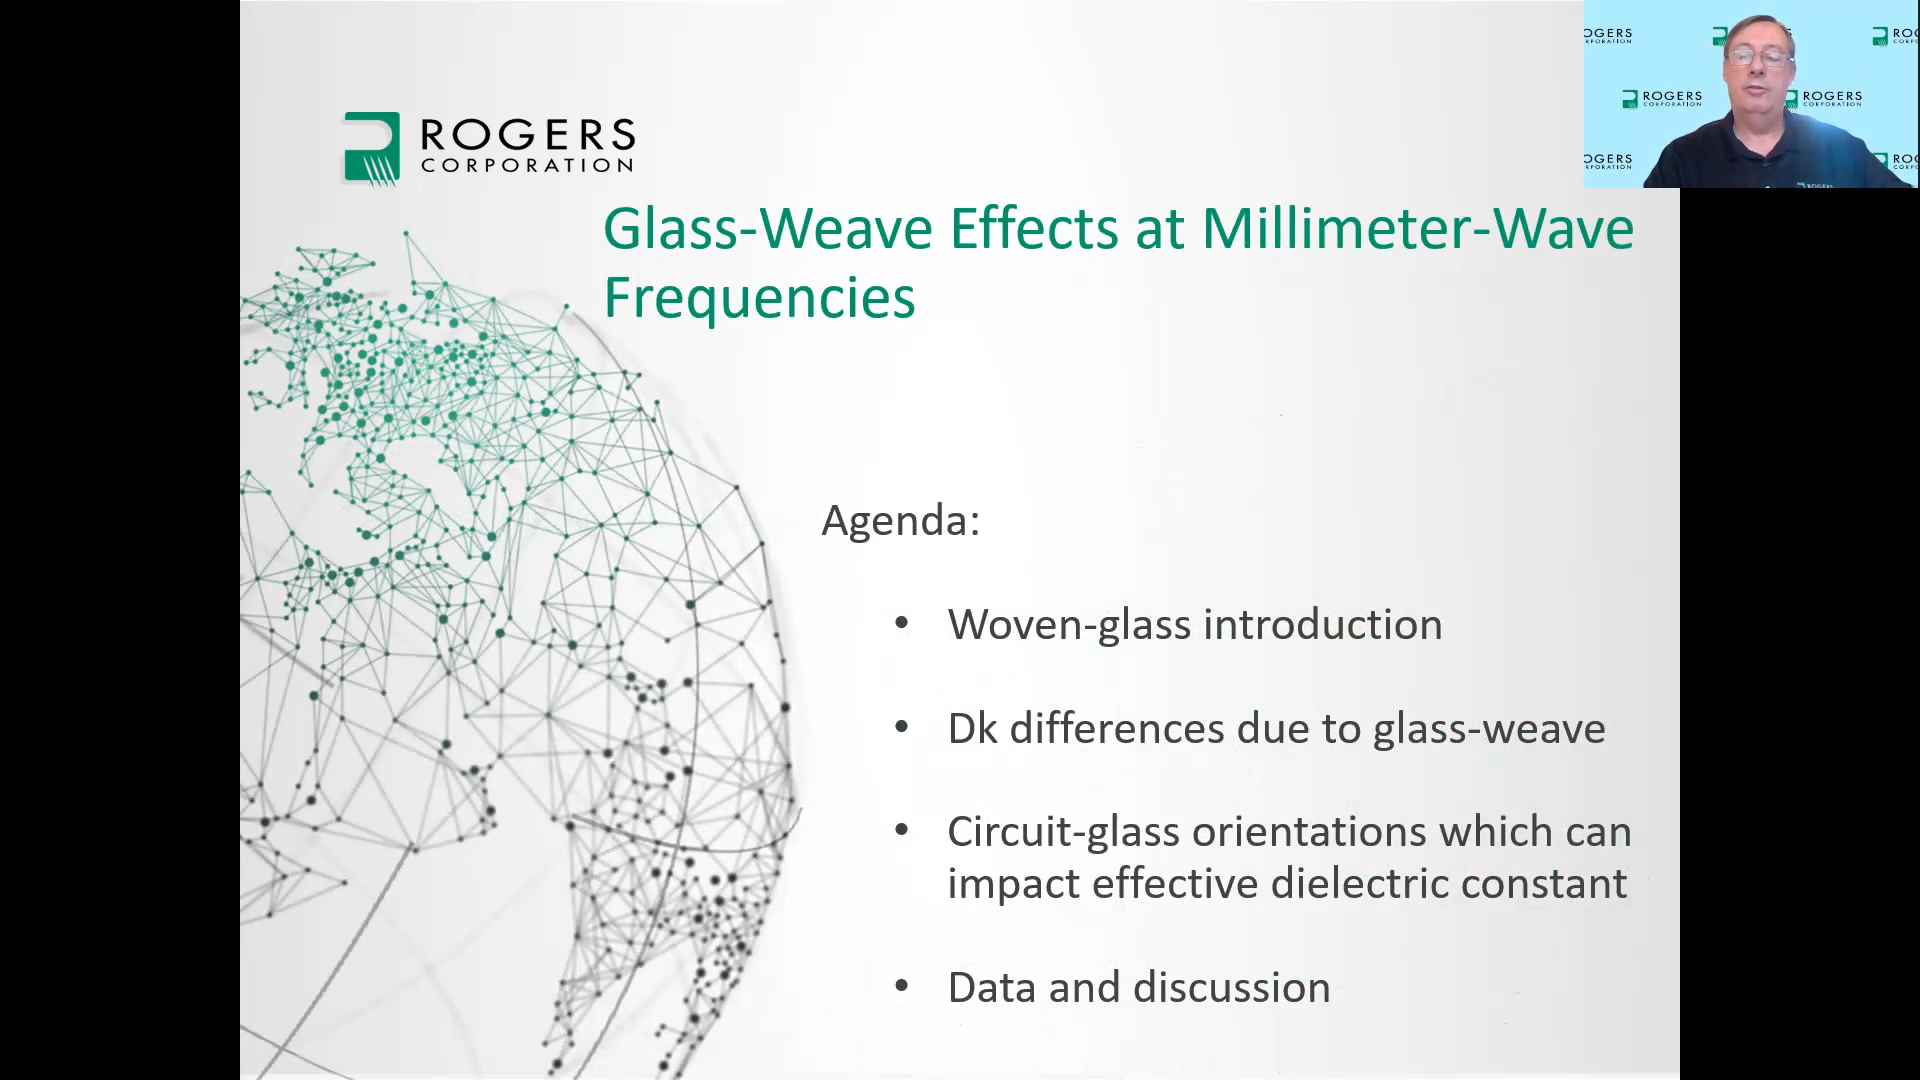 ROGERS
CORPORATION
Glass-Weave Effects at Millimeter-Wave
Frequencies
Agenda:
• Woven-glass introduction
• Dk differences due to glass-weave
• Circuit-glass orientations which can
impact effective dielectric constant
• Data and discussion
ROGERS
CORPORATION
ROGERS
CORPORATION
ROGERS